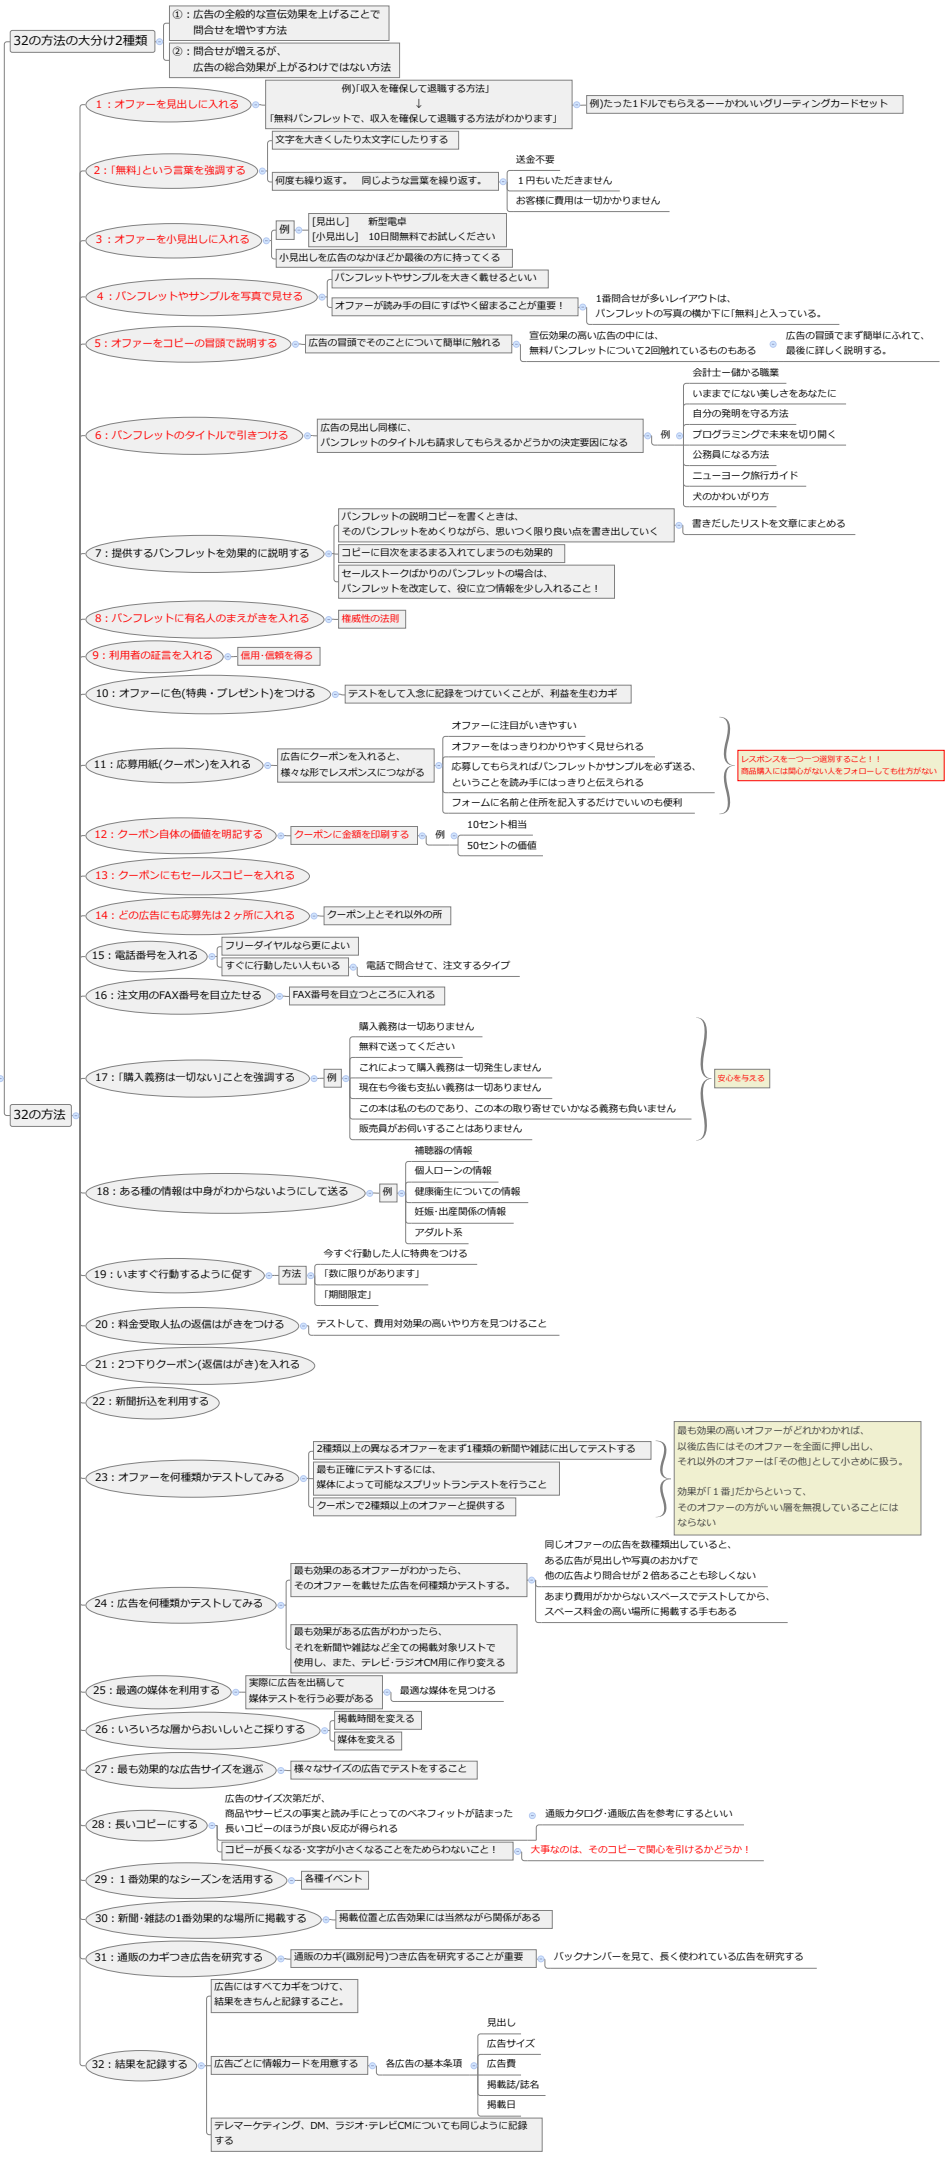 32の方法の大分け2種類
①：広告の全般的な宣伝効果を上げることで
問合せを増やす方法
②：問合せが増えるが、
広告の総合効果が上がるわけではない方法
32の方法
1：オファーを見出しに入れる
例)「収入を確保して退職する方法」
↓
「無料パンフレットで、収入を確保して退職する方法がわかります」
例)たった1ドルでもらえるーーかわいいグリーティングカードセット
2：「無料」という言葉を強調する
文字を大きくしたり太文字にしたりする
何度も繰り返す。　同じような言葉を繰り返す。
送金不要
１円もいただきません
お客様に費用は一切かかりません
3：オファーを小見出しに入れる
例
[見出し]　　新型電卓
[小見出し]　10日間無料でお試しください
小見出しを広告のなかほどか最後の方に持ってくる
4：パンフレットやサンプルを写真で見せる
パンフレットやサンプルを大きく載せるといい
オファーが読み手の目にすばやく留まることが重要！
1番問合せが多いレイアウトは、
パンフレットの写真の横か下に「無料」と入っている。
5：オファーをコピーの冒頭で説明する
広告の冒頭でそのことについて簡単に触れる
宣伝効果の高い広告の中には、
無料パンフレットについて2回触れているものもある
広告の冒頭でまず簡単にふれて、
最後に詳しく説明する。
6：パンフレットのタイトルで引きつける
広告の見出し同様に、
パンフレットのタイトルも請求してもらえるかどうかの決定要因になる
例
会計士ー儲かる職業
いままでにない美しさをあなたに
自分の発明を守る方法
プログラミングで未来を切り開く
公務員になる方法
ニューヨーク旅行ガイド
犬のかわいがり方
7：提供するパンフレットを効果的に説明する
パンフレットの説明コピーを書くときは、
そのパンフレットをめくりながら、思いつく限り良い点を書き出していく
書きだしたリストを文章にまとめる
コピーに目次をまるまる入れてしまうのも効果的
セールストークばかりのパンフレットの場合は、
パンフレットを改定して、役に立つ情報を少し入れること！
8：パンフレットに有名人のまえがきを入れる
権威性の法則
9：利用者の証言を入れる
信用・信頼を得る
10：オファーに色(特典・プレゼント)をつける
テストをして入念に記録をつけていくことが、利益を生むカギ
11：応募用紙(クーポン)を入れる
広告にクーポンを入れると、
様々な形でレスポンスにつながる
オファーに注目がいきやすい
オファーをはっきりわかりやすく見せられる
応募してもらえればパンフレットかサンプルを必ず送る、
ということを読み手にはっきりと伝えられる
フォームに名前と住所を記入するだけでいいのも便利
レスポンスを一つ一つ選別すること！！
商品購入には関心がない人をフォローしても仕方がない
12：クーポン自体の価値を明記する
クーポンに金額を印刷する
例
10セント相当
50セントの価値
13：クーポンにもセールスコピーを入れる
14：どの広告にも応募先は２ヶ所に入れる
クーポン上とそれ以外の所
15：電話番号を入れる
フリーダイヤルなら更によい
すぐに行動したい人もいる
電話で問合せて、注文するタイプ
16：注文用のFAX番号を目立たせる
FAX番号を目立つところに入れる
17：「購入義務は一切ない」ことを強調する
例
購入義務は一切ありません
無料で送ってください
これによって購入義務は一切発生しません
現在も今後も支払い義務は一切ありません
この本は私のものであり、この本の取り寄せでいかなる義務も負いません
販売員がお伺いすることはありません
安心を与える
18：ある種の情報は中身がわからないようにして送る
例
補聴器の情報
個人ローンの情報
健康衛生についての情報
妊娠・出産関係の情報
アダルト系
19：いますぐ行動するように促す
方法
今すぐ行動した人に特典をつける
「数に限りがあります」
「期間限定」
20：料金受取人払の返信はがきをつける
テストして、費用対効果の高いやり方を見つけること
21：2つ下りクーポン(返信はがき)を入れる
22：新聞折込を利用する
23：オファーを何種類かテストしてみる
2種類以上の異なるオファーをまず1種類の新聞や雑誌に出してテストする
最も正確にテストするには、
媒体によって可能なスプリットランテストを行うこと
クーポンで2種類以上のオファーと提供する
最も効果の高いオファーがどれかわかれば、
以後広告にはそのオファーを全面に押し出し、
それ以外のオファーは「その他」として小さめに扱う。
効果が「１番」だからといって、
そのオファーの方がいい層を無視していることには
ならない
24：広告を何種類かテストしてみる
最も効果のあるオファーがわかったら、
そのオファーを載せた広告を何種類かテストする。
同じオファーの広告を数種類出していると、
ある広告が見出しや写真のおかげで
他の広告より問合せが２倍あることも珍しくない
あまり費用がかからないスペースでテストしてから、
スペース料金の高い場所に掲載する手もある
最も効果がある広告がわかったら、
それを新聞や雑誌など全ての掲載対象リストで
使用し、また、テレビ・ラジオCM用に作り変える
25：最適の媒体を利用する
実際に広告を出稿して
媒体テストを行う必要がある
最適な媒体を見つける
26：いろいろな層からおいしいとこ採りする
掲載時間を変える
媒体を変える
27：最も効果的な広告サイズを選ぶ
様々なサイズの広告でテストをすること
28：長いコピーにする
広告のサイズ次第だが、
商品やサービスの事実と読み手にとってのベネフィットが詰まった
長いコピーのほうが良い反応が得られる
通販カタログ・通販広告を参考にするといい
コピーが長くなる・文字が小さくなることをためらわないこと！
大事なのは、そのコピーで関心を引けるかどうか！
29：１番効果的なシーズンを活用する
各種イベント
30：新聞・雑誌の1番効果的な場所に掲載する
掲載位置と広告効果には当然ながら関係がある
31：通販のカギつき広告を研究する
通販のカギ(識別記号)つき広告を研究することが重要
バックナンバーを見て、長く使われている広告を研究する
32：結果を記録する
広告にはすべてカギをつけて、
結果をきちんと記録すること。
広告ごとに情報カードを用意する
各広告の基本条項
見出し
広告サイズ
広告費
掲載誌/誌名
掲載日
テレマーケティング、DM、ラジオ・テレビCMについても同じように記録
する